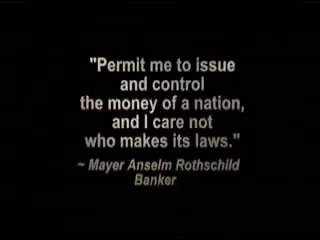 "Permit me to issue
and control
the money of a nation,
and I care not
who makes its laws."
~ Mayer Anselm Rothschild
Banker